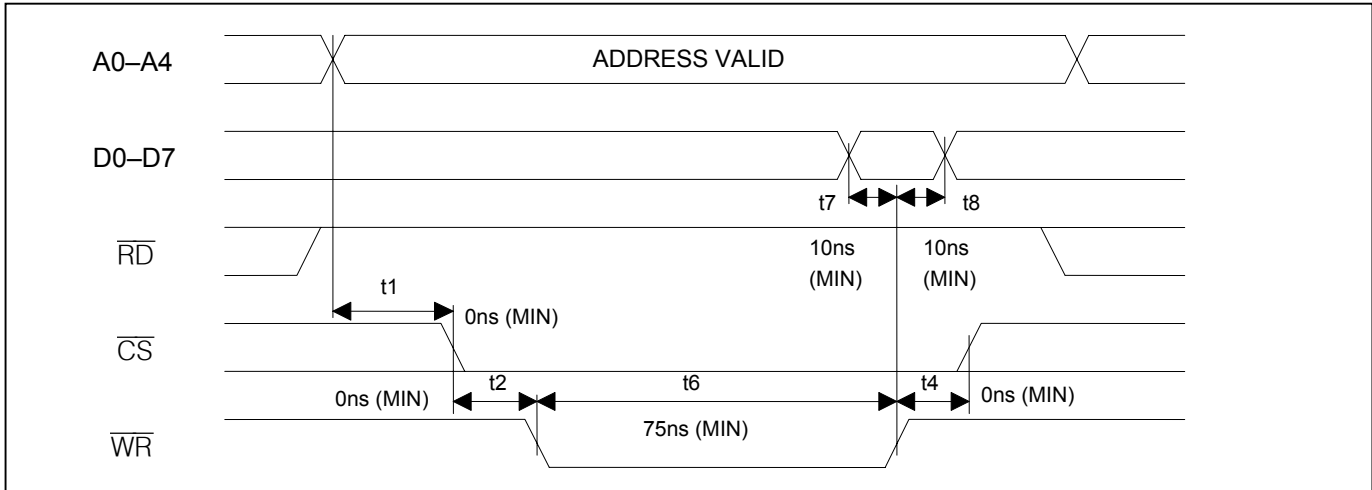 A0–A4
ADDRESS VALID
D0–D7
t7
t8
RD
10ns
(MIN)
10ns
(MIN)
t1
0ns (MIN)
CS
t2
t6
t4
0ns (MIN)
0ns (MIN)
75ns (MIN)
WR